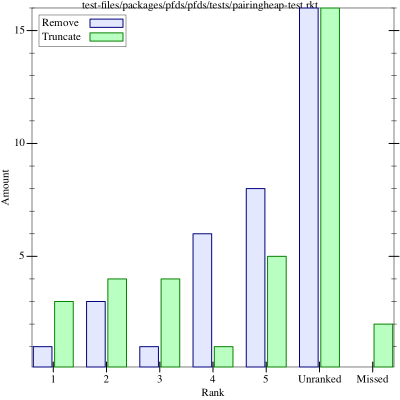 test-files/packages/pfds/pfds/tests/pairingheap-test.rkt
Remove
Truncate
15
10
5
Amount
1 2 3 4 5 Unranked Missed
Rank